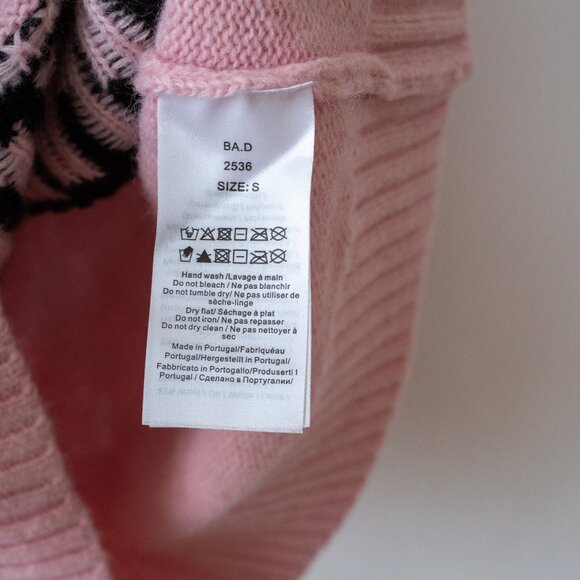 BA.D
2536
SIZE: S
Hand wash/Lavage à main
Do not bleach/ Ne pas blanchir
Do not tumble dry/ Ne pas utiliser de
sèche-linge
Dry flat/ Séchage à plat
Do not iron/ Ne pas repasser
Do not dry clean / Ne pas nettoyer à
sec
Made in Portugal/Fabriquéau
Portugal/Hergestellt in Portugal/
Fabbricato in Portogallo/Produserti I
Portugal / Сделано в Португалии/